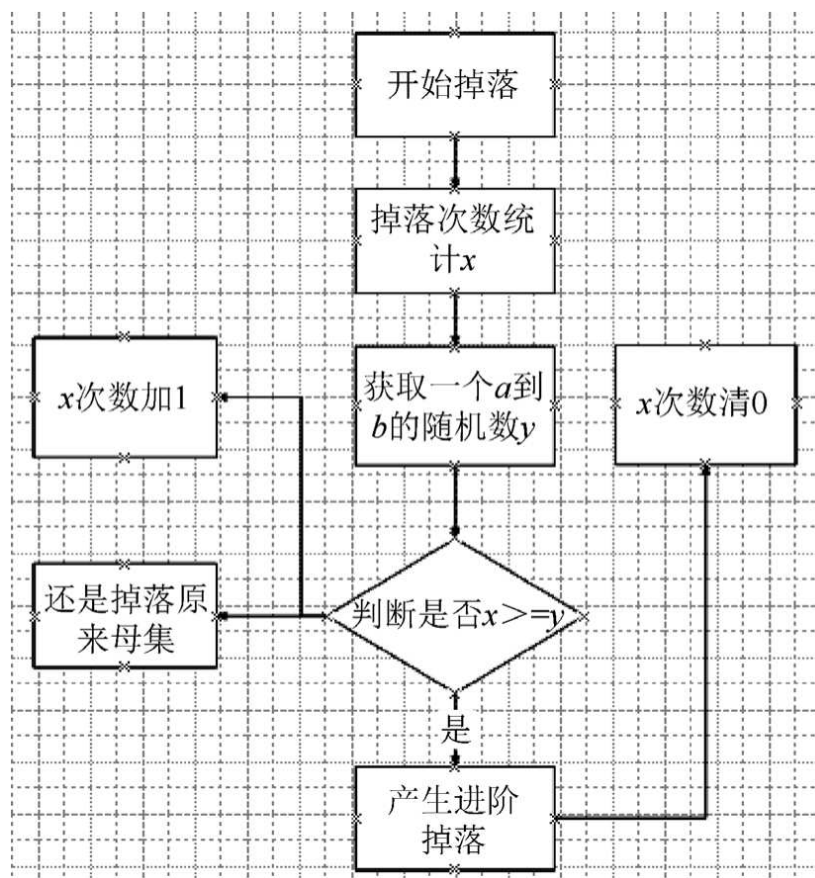 开始掉落
掉落次数统
计x
x次数加1
获取一个a到
b的随机数y
x次数清0
还是掉落原
来母集
判断是否x>=y
是
产生进阶
掉落